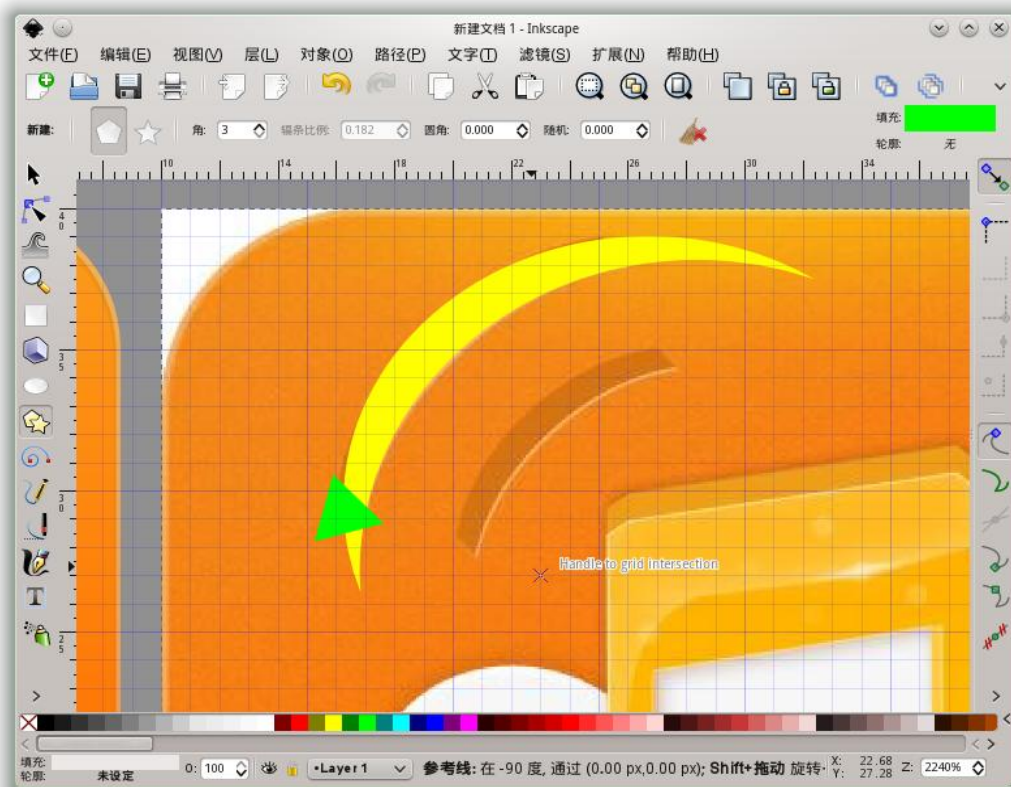 新建文档 1 - Inkscape
文件(F) 编辑(E) 视图(V) 层(L) 对象(O) 路径(P) 文字(T) 滤镜(S) 扩展(N) 帮助(H)
填充:
新建: 角: 3 辐条比例: 0.182 圆角: 0.000 随机: 0.000
轮廓: 无
10 14 18 22 26 30 34
40
35
30
Handle to grid intersection
25
填充:
轮廓: 未设定
O: 100 •Layer 1 参考线: 在 -90 度, 通过 (0.00 px,0.00 px); Shift+拖动 旋转· X: 22.68 Z: 2240%
Y: 27.28